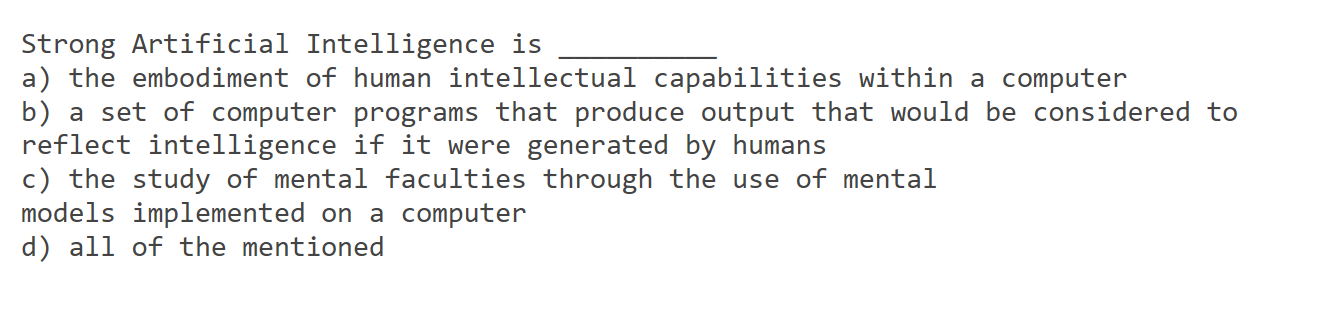 Strong Artificial Intelligence is __________
a) the embodiment of human intellectual capabilities within a computer
b) a set of computer programs that produce output that would be considered to
reflect intelligence if it were generated by humans
c) the study of mental faculties through the use of mental
models implemented on a computer
d) all of the mentioned